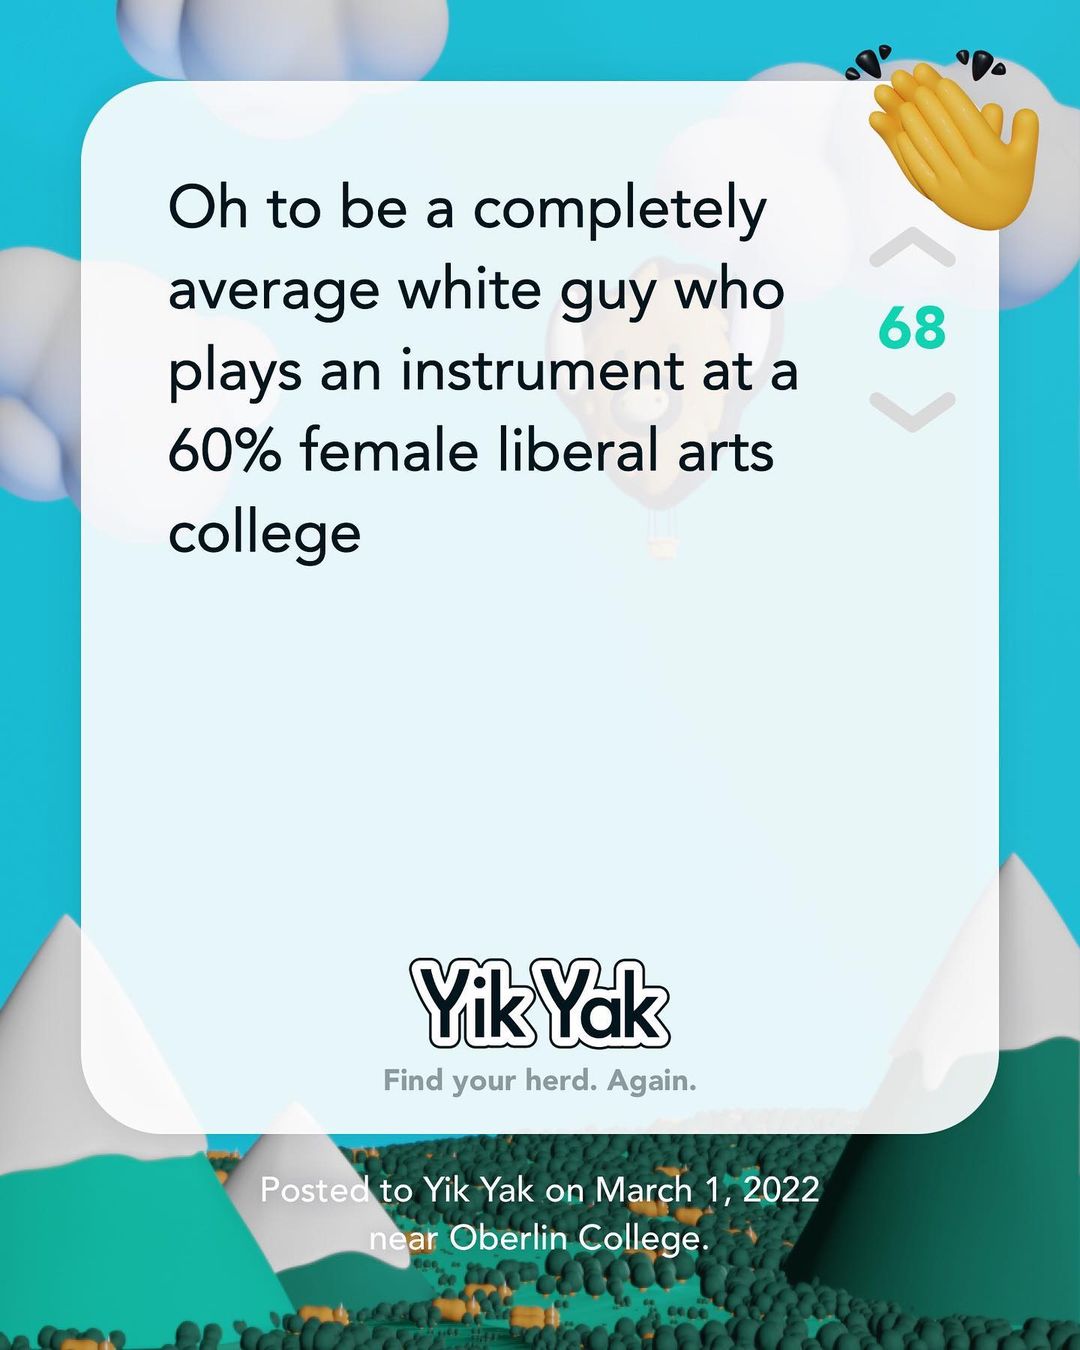 Oh to be a completely
average white guy who
plays an instrument at a
60% female liberal arts
college
68
Yik Yak
Find your herd. Again.
Posted to Yik Yak on March 1, 2022
near Oberlin College.